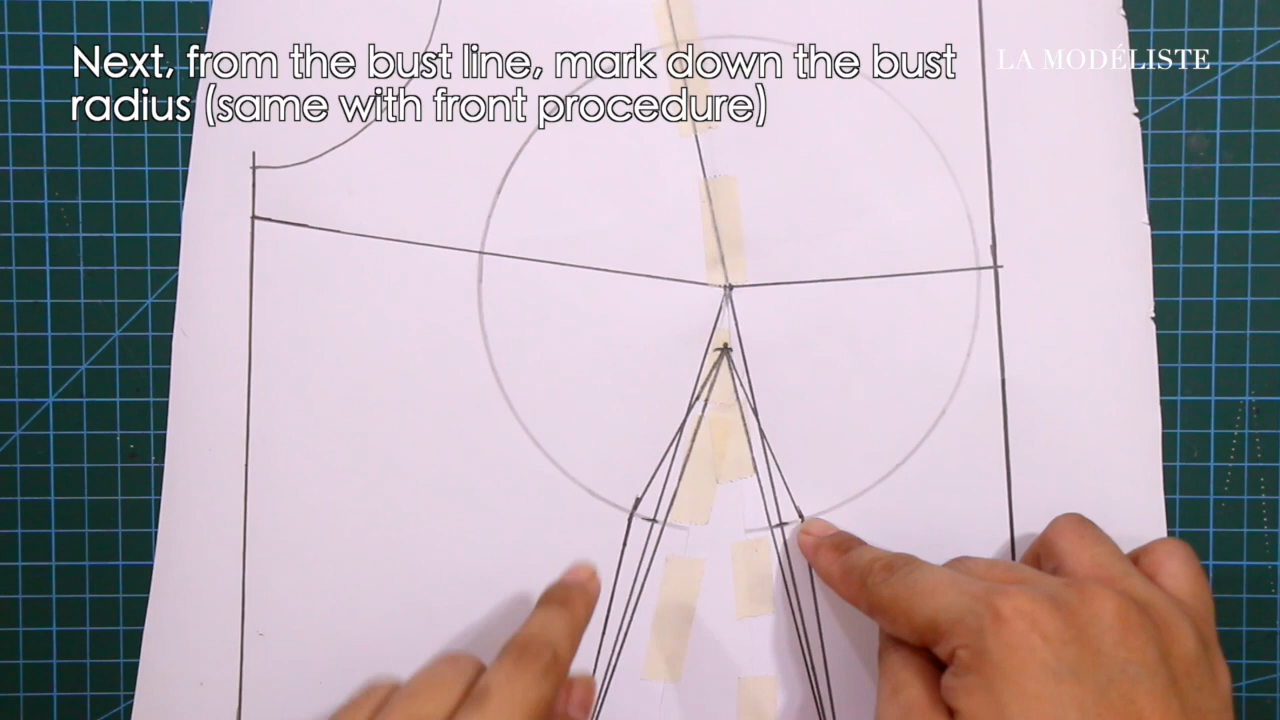 Next, from the bust line, mark down the bust
radius (same with front procedure)
LA MODÉLISTE